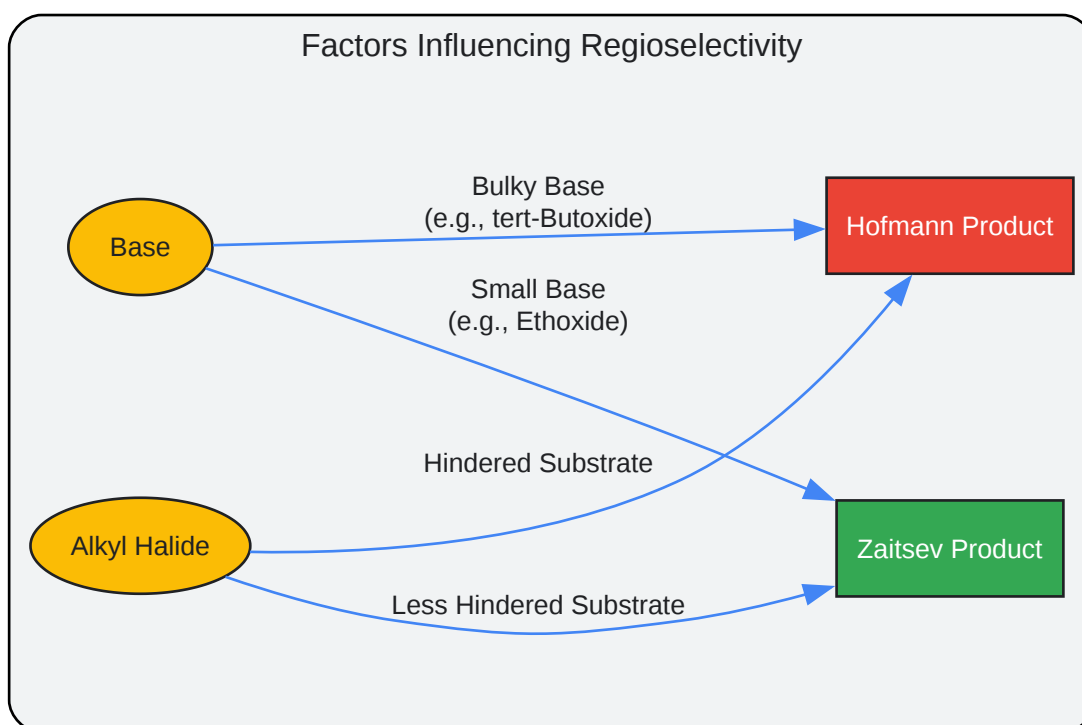 Factors Influencing Regioselectivity
Bulky Base
(e.g., tert-Butoxide)
Hofmann Product
Base
Small Base
(e.g., Ethoxide)
Hindered Substrate
Alkyl Halide
Zaitsev Product
Less Hindered Substrate